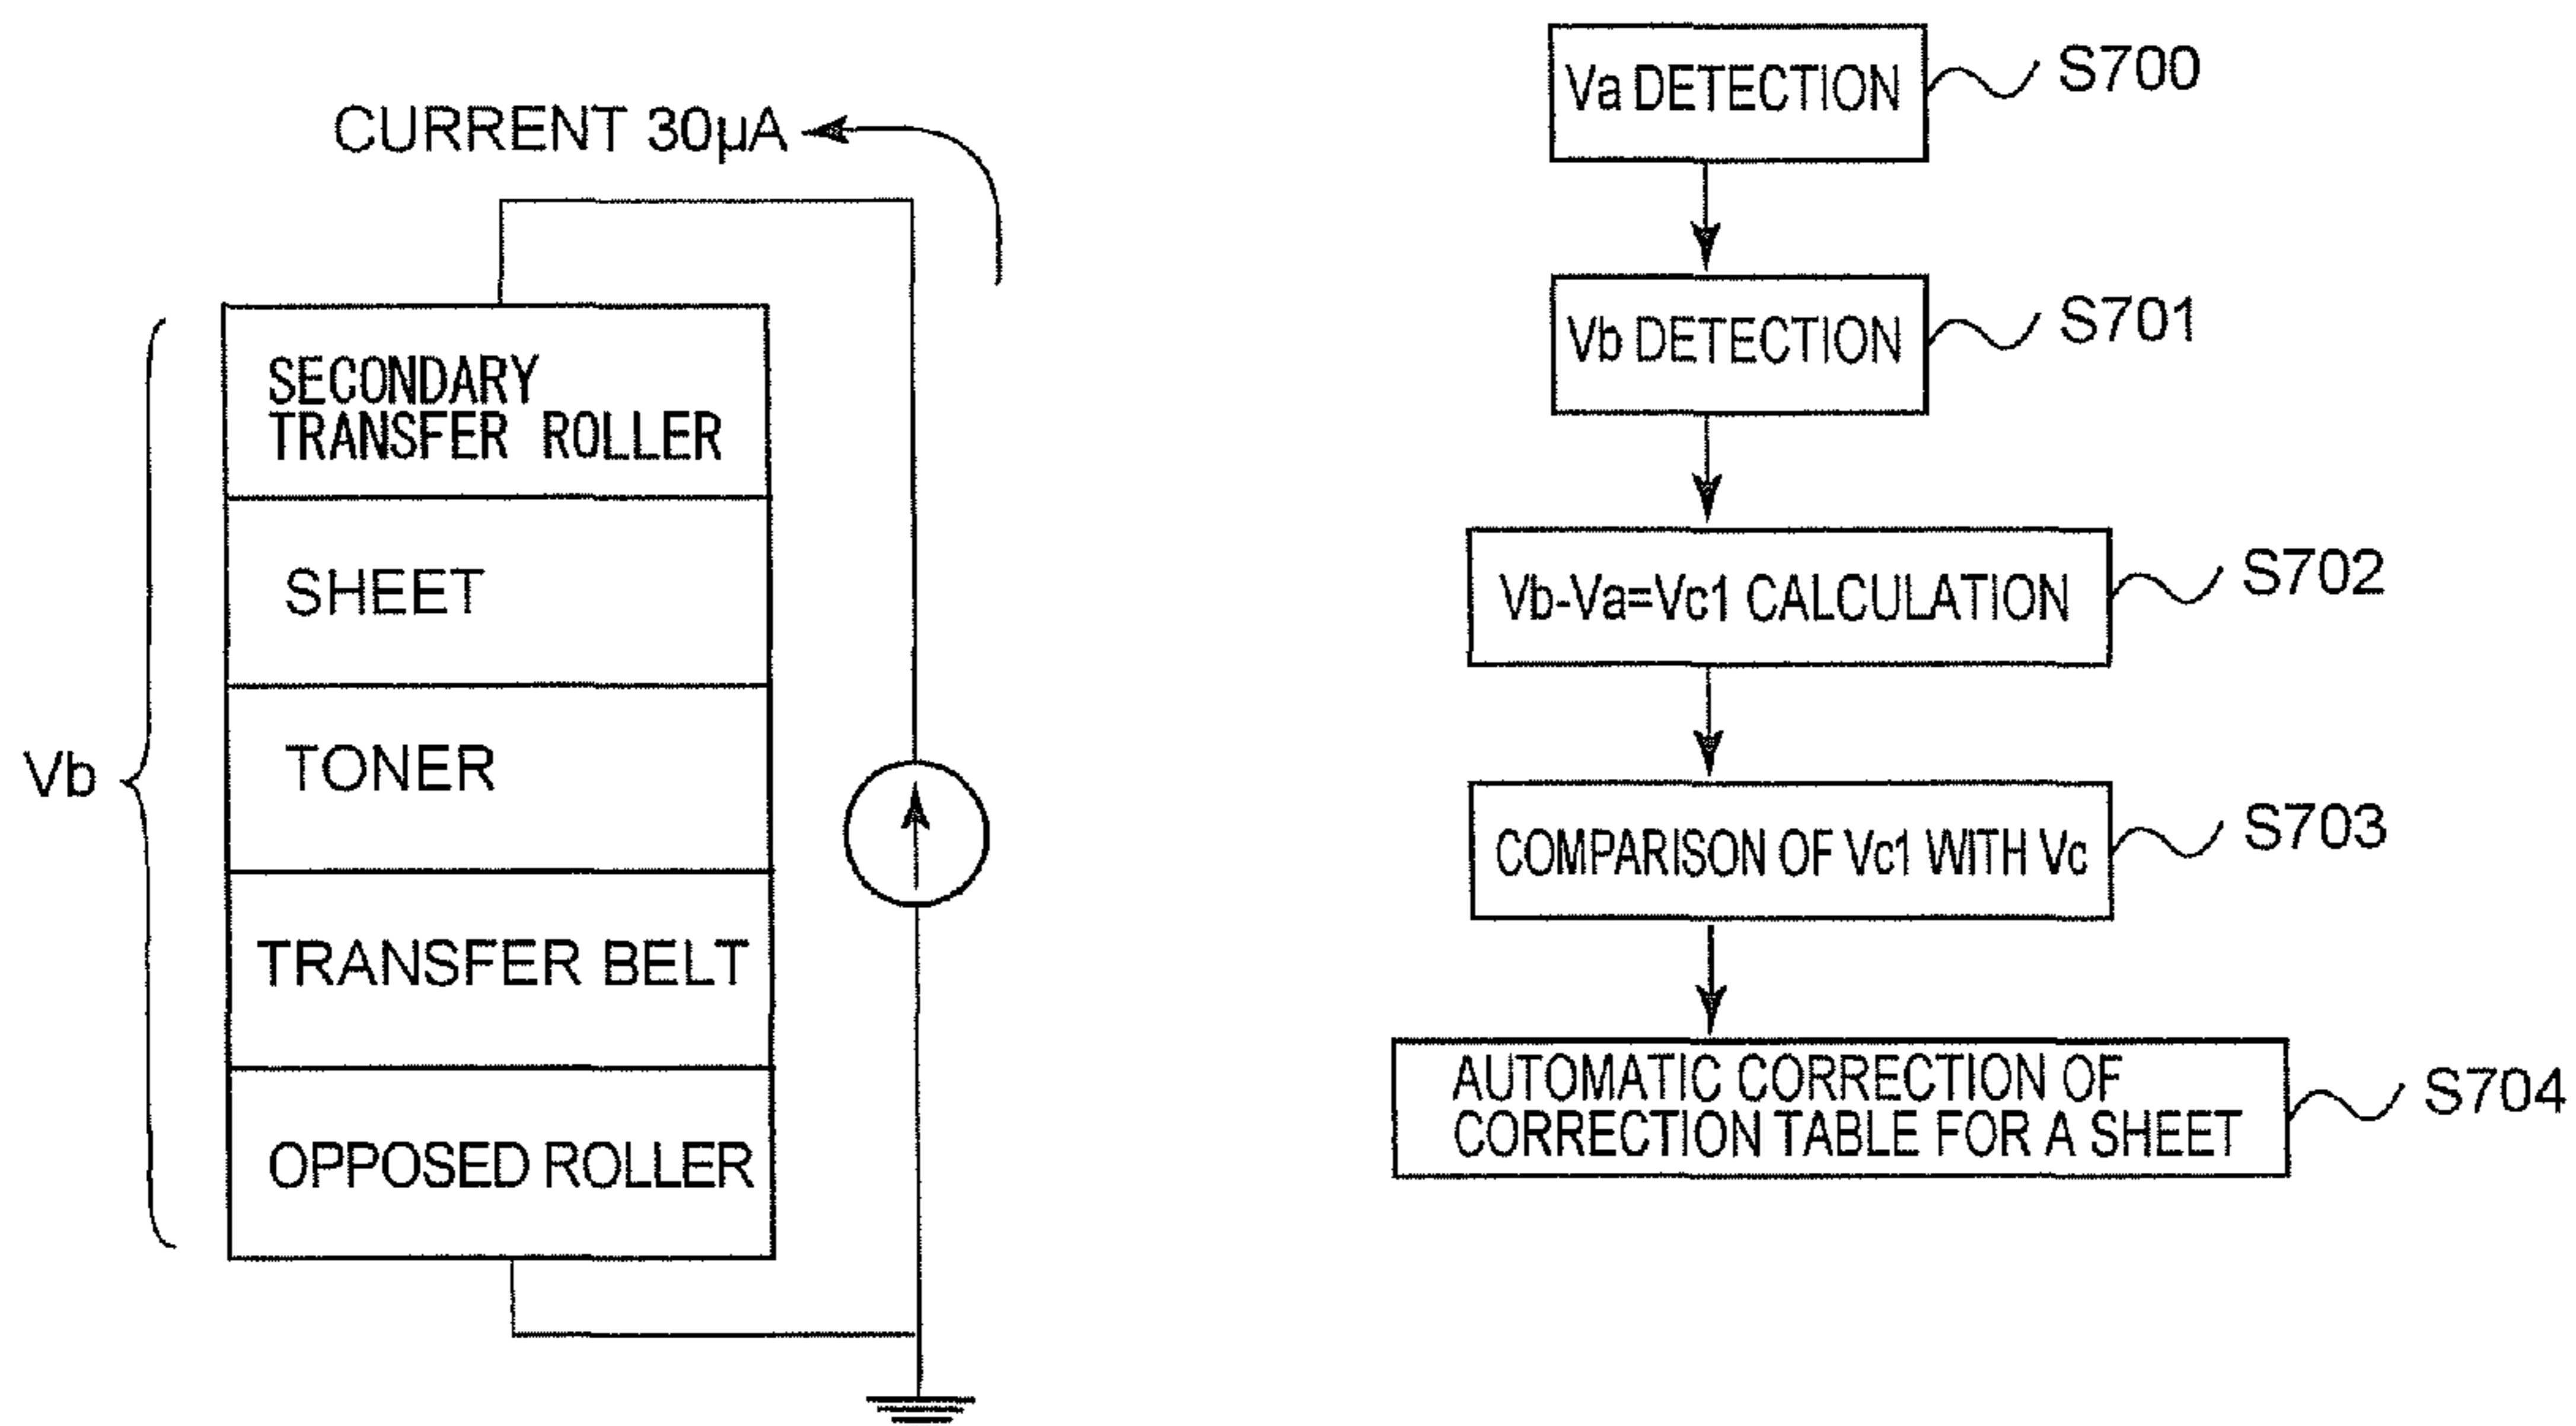 CURRENT 30μA
SECONDARY
TRANSFER ROLLER
SHEET
TONER
Vb
TRANSFER BELT
OPPOSED ROLLER
Va DETECTION
S700
Vb DETECTION
S701
Vb-Va=Vc1 CALCULATION
S702
COMPARISON OF Vc1 WITH Vc
S703
AUTOMATIC CORRECTION OF
CORRECTION TABLE FOR A SHEET
S704